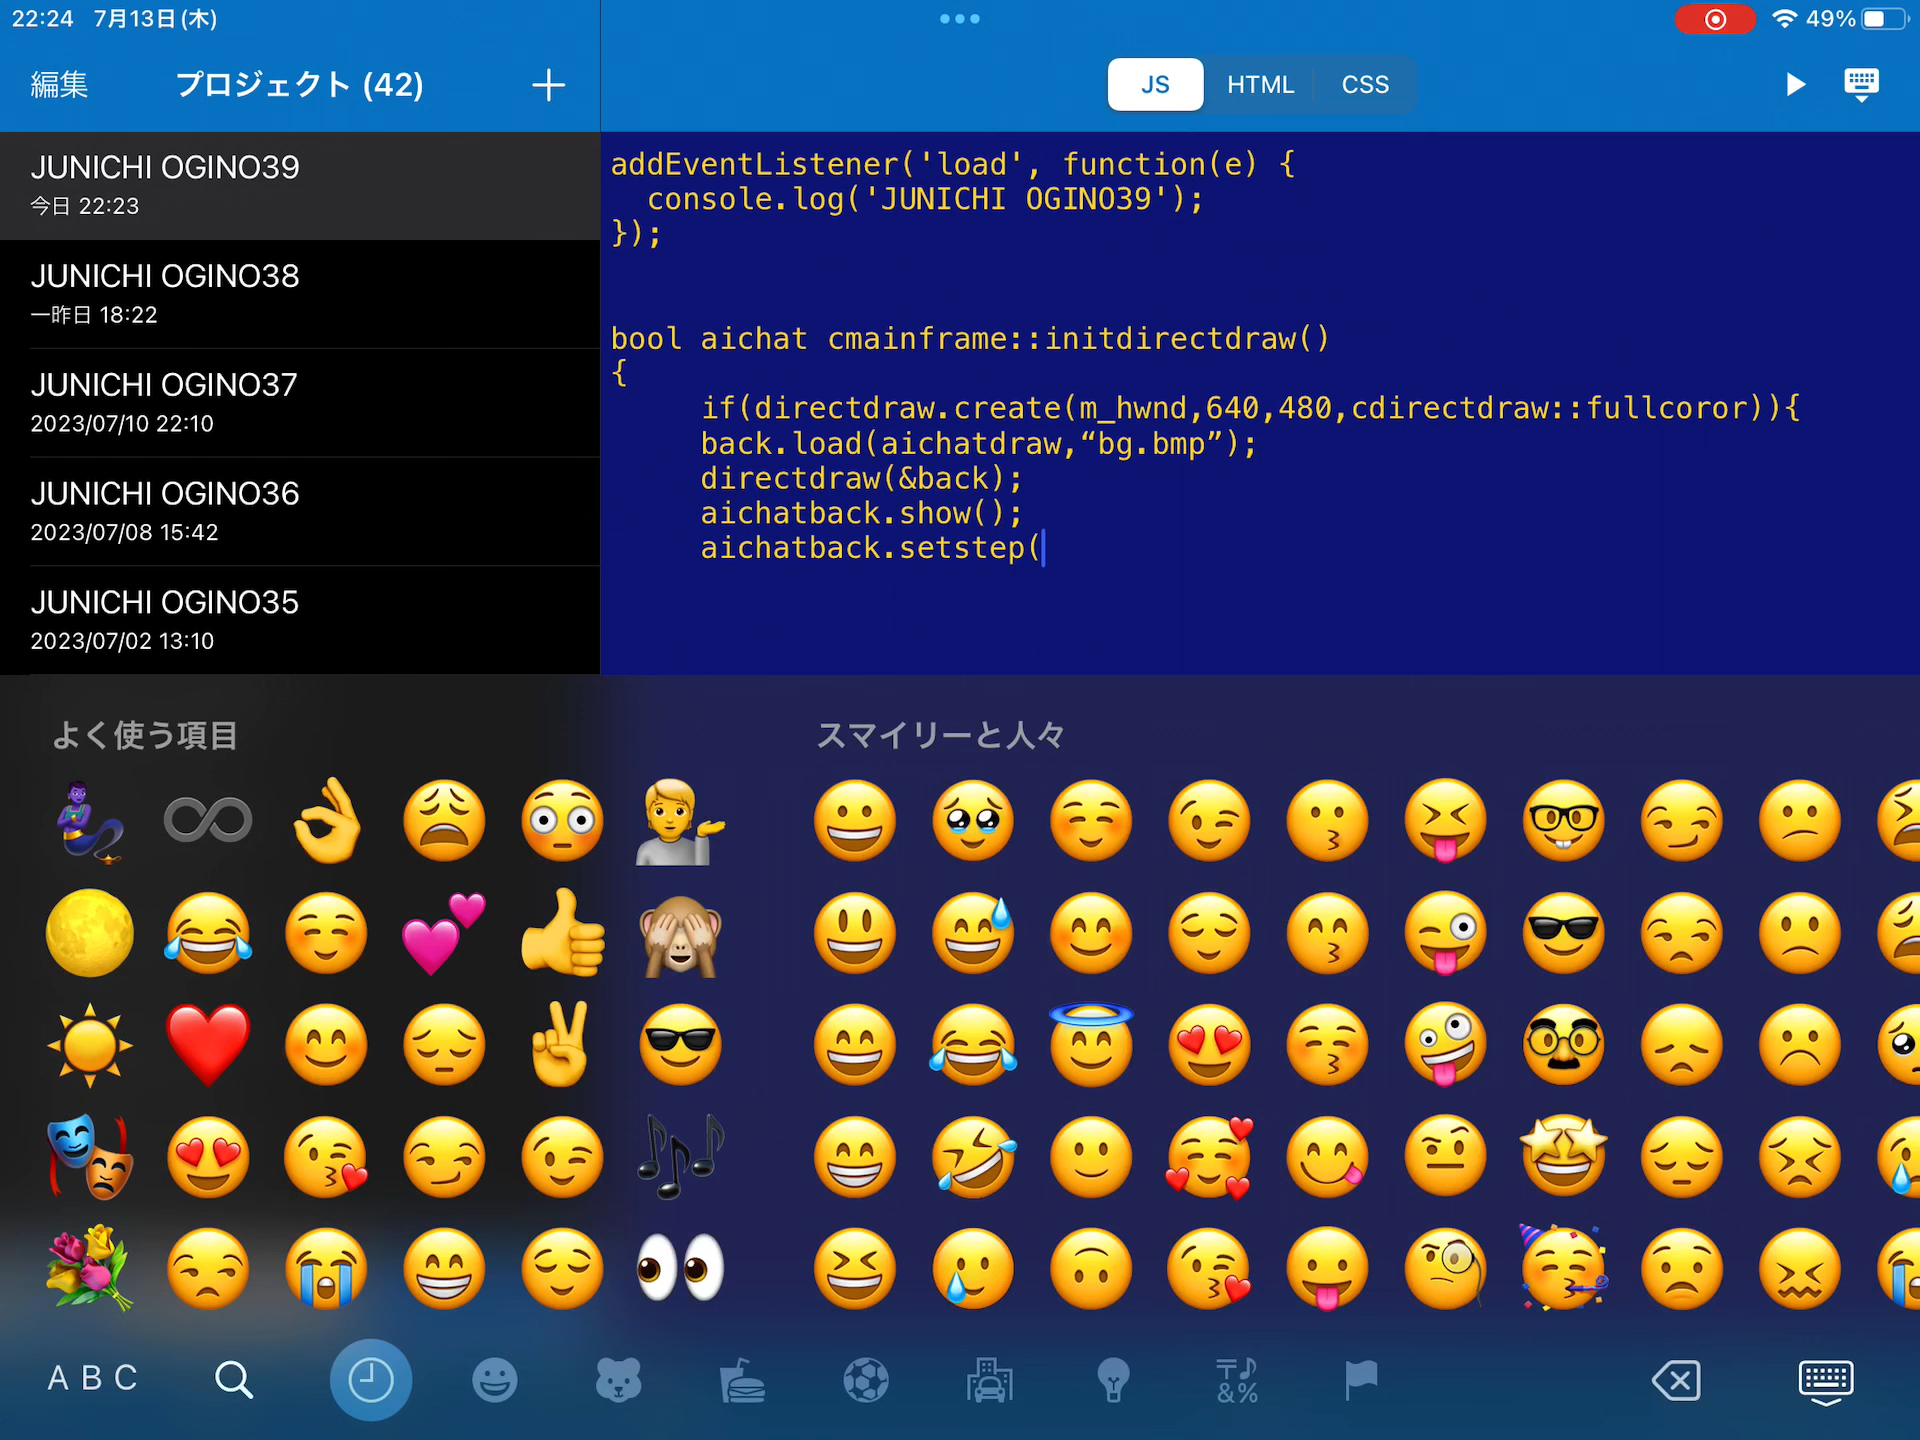 22:24 7月13日(木)
49%
編集 プロジェクト (42)
JS HTML CSS
JUNICHI OGINO39
今日 22:23
JUNICHI OGINO38
一昨日 18:22
JUNICHI OGINO37
2023/07/10 22:10
JUNICHI OGINO36
2023/07/08 15:42
JUNICHI OGINO35
2023/07/02 13:10
addEventListener('load', function(e) {
console.log('JUNICHI OGINO39');
});
bool aichat cmainframe::initdirectdraw()
{
if(directdraw.create(m_hwnd,640,480,cdirectdraw::fullcoror)){
back.load(aichatdraw,“bg.bmp”);
directdraw(&back);
aichatback.show();
aichatback.setstep(
よく使う項目
スマイリーと人々
ABC
&%